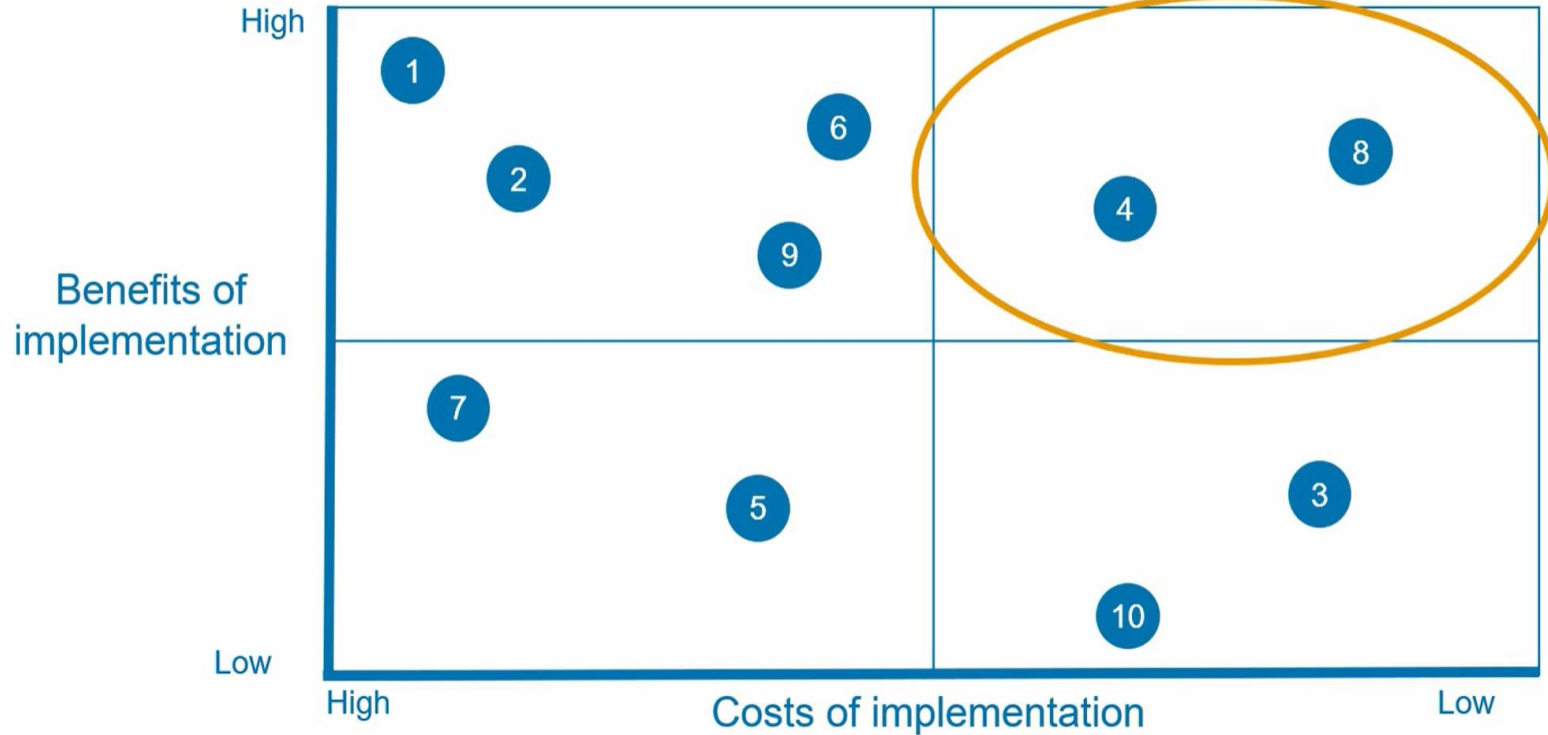 High
1
6
8
2
4
9
Benefits of
implementation
7
3
5
10
Low
High
Costs of implementation
Low